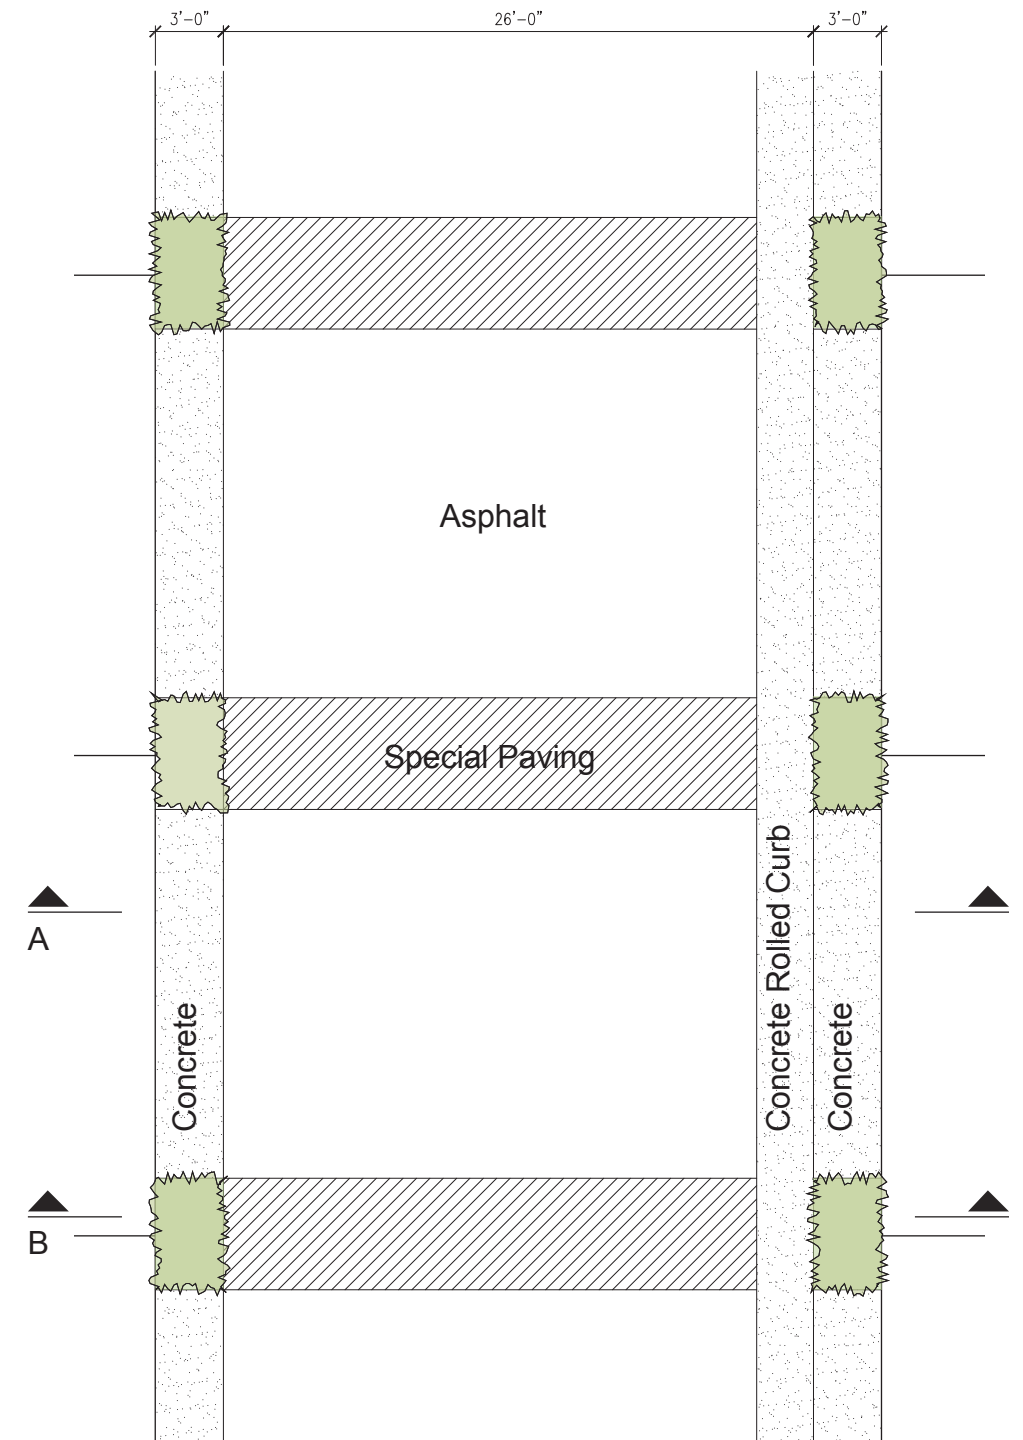 3'-0"
26'-0"
3'-0"
Asphalt
Special Paving
Concrete Rolled Curb
A
Concrete
Concrete
B